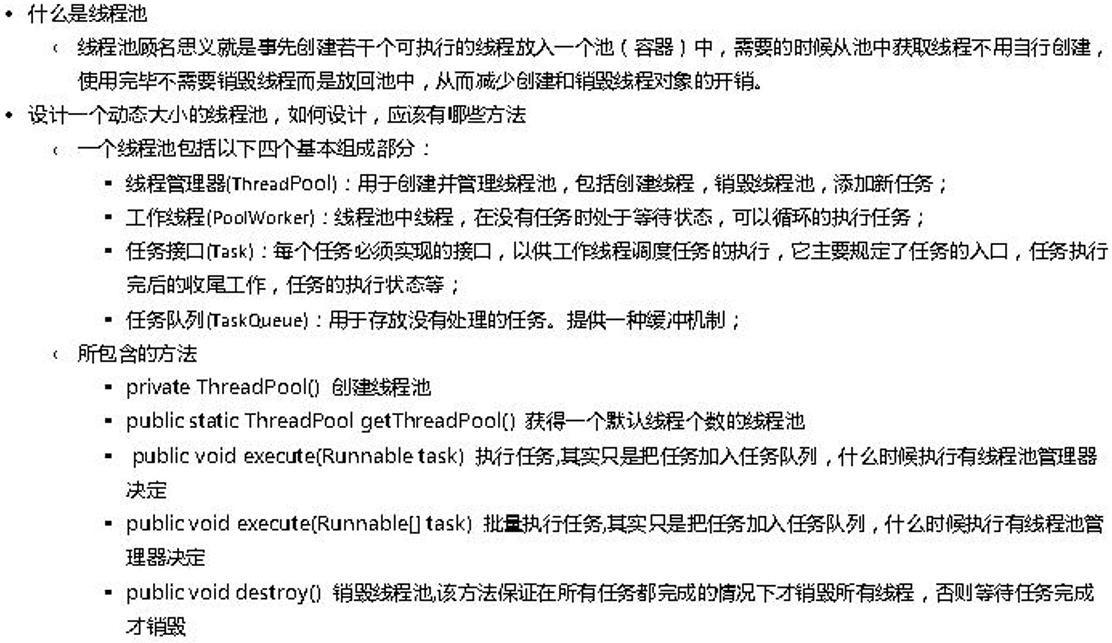 • 什么是线程池
‹ 线程池顾名思义就是事先创建若干个可执行的线程放入一个池（容器）中，需要的时候从池中获取线程不用自行创建，
使用完毕不需要销毁线程而是放回池中，从而减少创建和销毁线程对象的开销。
• 设计一个动态大小的线程池，如何设计，应该有哪些方法
‹ 一个线程池包括以下四个基本组成部分：
▪ 线程管理器(ThreadPool)：用于创建并管理线程池，包括创建线程，销毁线程池，添加新任务；
▪ 工作线程(PoolWorker)：线程池中线程，在没有任务时处于等待状态，可以循环的执行任务；
▪ 任务接口(Task)：每个任务必须实现的接口，以供工作线程调度任务的执行，它主要规定了任务的入口，任务执行
完后的收尾工作，任务的执行状态等；
▪ 任务队列(TaskQueue)：用于存放没有处理的任务。提供一种缓冲机制；
‹ 所包含的方法
▪ private ThreadPool() 创建线程池
▪ public static ThreadPool getThreadPool() 获得一个默认线程个数的线程池
▪ public void execute(Runnable task) 执行任务,其实只是把任务加入任务队列，什么时候执行有线程池管理器
决定
▪ public void execute(Runnable[] task) 批量执行任务,其实只是把任务加入任务队列，什么时候执行有线程池管
理器决定
▪ public void destroy() 销毁线程池,该方法保证在所有任务都完成的情况下才销毁所有线程，否则等待任务完成
才销毁